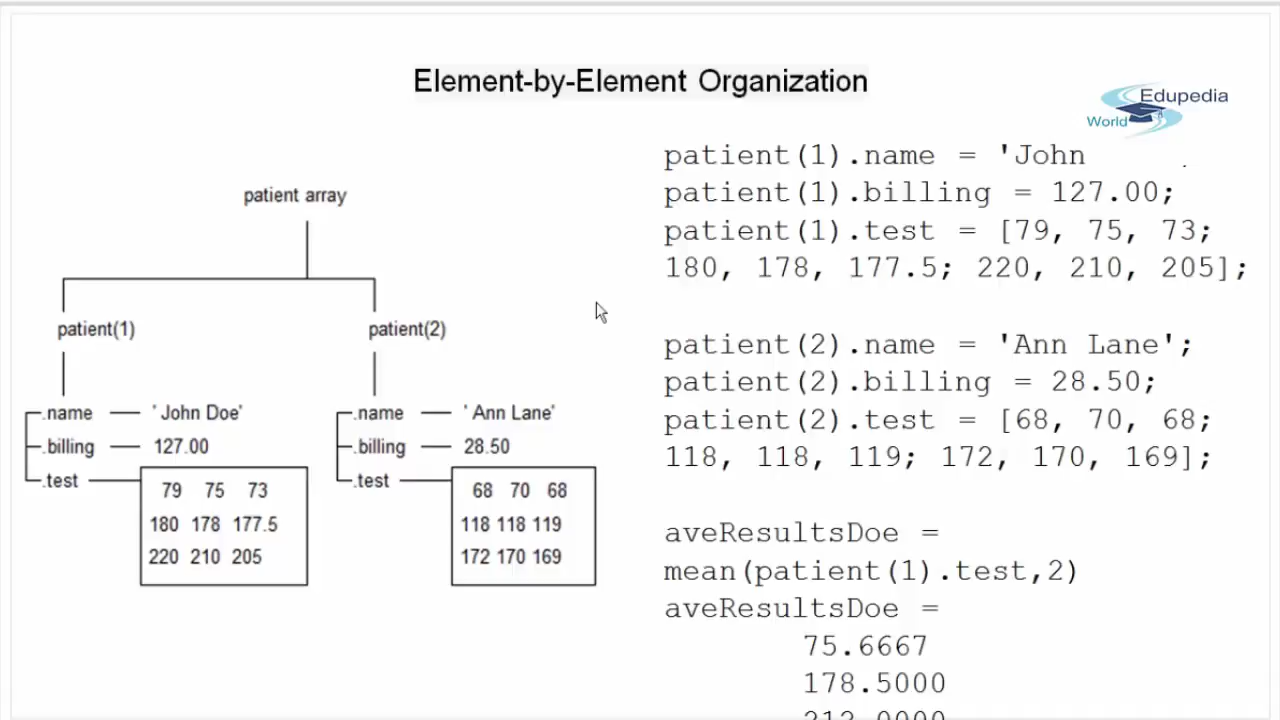 Element-by-Element Organization
Edupedia
World
patient array
patient(1)
patient(2)
.name
' John Doe'
.billing
127.00
.test
79 75 73
180 178 177.5
220 210 205
.name
' Ann Lane'
.billing
28.50
.test
68 70 68
118 118 119
172 170 169
patient(1).name = 'John
patient(1).billing = 127.00;
patient(1).test = [79, 75, 73;
180, 178, 177.5; 220, 210, 205];
patient(2).name = 'Ann Lane';
patient(2).billing = 28.50;
patient(2).test = [68, 70, 68;
118, 118, 119; 172, 170, 169];
aveResultsDoe =
mean(patient(1).test,2)
aveResultsDoe =
75.6667
178.5000